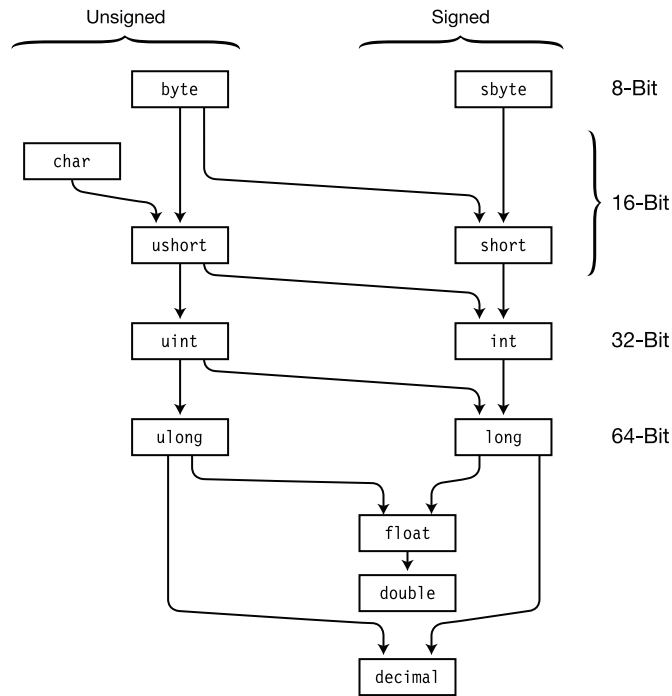 Unsigned Signed
byte sbyte 8-Bit
char
16-Bit
ushort short
uint int 32-Bit
ulong long 64-Bit
float
double
decimal